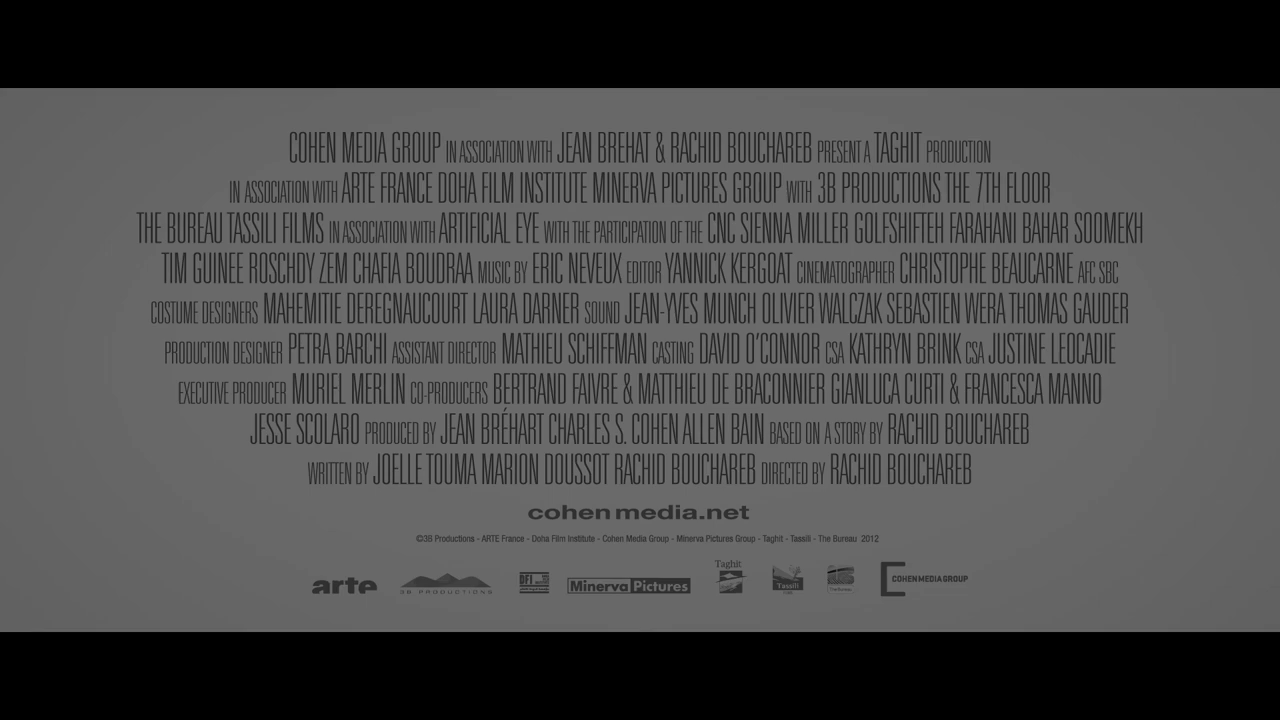 COHEN MEDIA GROUP IN ASSOCIATION WITH JEAN BREHAT & RACHID BOUCHAREB PRESENT A TAGHIT PRODUCTION
IN ASSOCIATION WITH ARTE FRANCE DOHA FILM INSTITUTE MINERVA PICTURES GROUP WITH 3B PRODUCTIONS THE 7TH FLOOR
THE BUREAU TASSILI FILMS IN ASSOCIATION WITH ARTIFICIAL EYE WITH THE PARTICIPATION OF THE CNC SIENNA MILLER GOLFSHIFTEH FARAHANI BAHAR SOOMEKH
TIM GUINEE ROSCHDY ZEM CHAFIA BOUDRAA MUSIC BY ERIC NEVEUX EDITOR YANNICK KERGOAT CINEMATOGRAPHER CHRISTOPHE BEAUCARNE AFC SBC
COSTUME DESIGNERS MAHEMITIE DEREGNAUCOURT LAURA DARNER SOUND JEAN-YVES MUNCH OLIVIER WALCZAK SEBASTIEN WERA THOMAS GAUDER
PRODUCTION DESIGNER PETRA BARCHI ASSISTANT DIRECTOR MATHIEU SCHIFFMAN CASTING DAVID O'CONNOR CSA KATHRYN BRINK CSA JUSTINE LEOCADIE
EXECUTIVE PRODUCER MURIEL MERLIN CO-PRODUCERS BERTRAND FAIVRE & MATTHIEU DE BRACONNIER GIANLUCA CURTI & FRANCESCA MANNO
JESSE SCOLARO PRODUCED BY JEAN BRÉHART CHARLES S. COHEN ALLEN BAIN BASED ON A STORY BY RACHID BOUCHAREB
WRITTEN BY JOELLE TOUMA MARION DOUSSOT RACHID BOUCHAREB DIRECTED BY RACHID BOUCHAREB
cohenmedia.net
©3B Productions - ARTE France - Doha Film Institute - Cohen Media Group - Minerva Pictures Group - Taghit - Tassili - The Bureau 2012
arte 3B PRODUCTIONS DFI Minerva Pictures Taghit Tassili The Bureau COHEN MEDIA GROUP